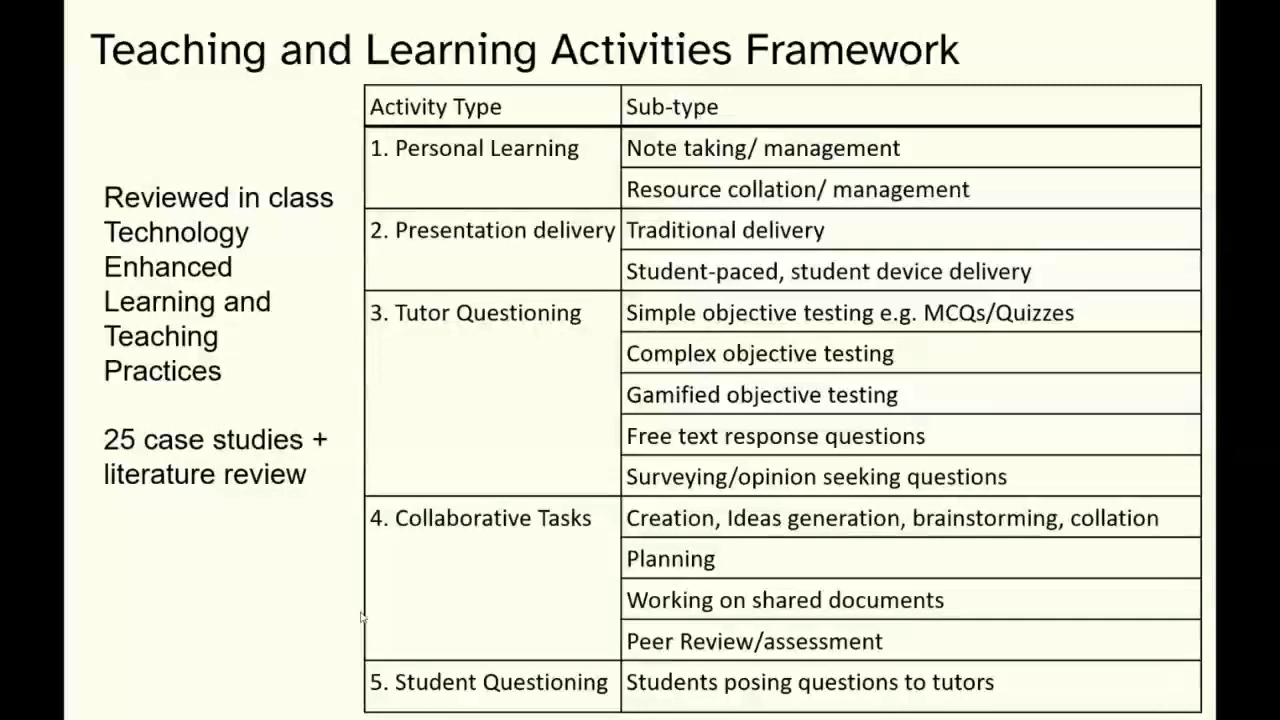 Teaching and Learning Activities Framework
Reviewed in class
Technology
Enhanced
Learning and
Teaching
Practices
25 case studies +
literature review
Activity Type Sub-type
1. Personal Learning Note taking/ management
Resource collation/ management
2. Presentation delivery Traditional delivery
Student-paced, student device delivery
3. Tutor Questioning Simple objective testing e.g. MCQs/Quizzes
Complex objective testing
Gamified objective testing
Free text response questions
Surveying/opinion seeking questions
4. Collaborative Tasks Creation, Ideas generation, brainstorming, collation
Planning
Working on shared documents
Peer Review/assessment
5. Student Questioning Students posing questions to tutors